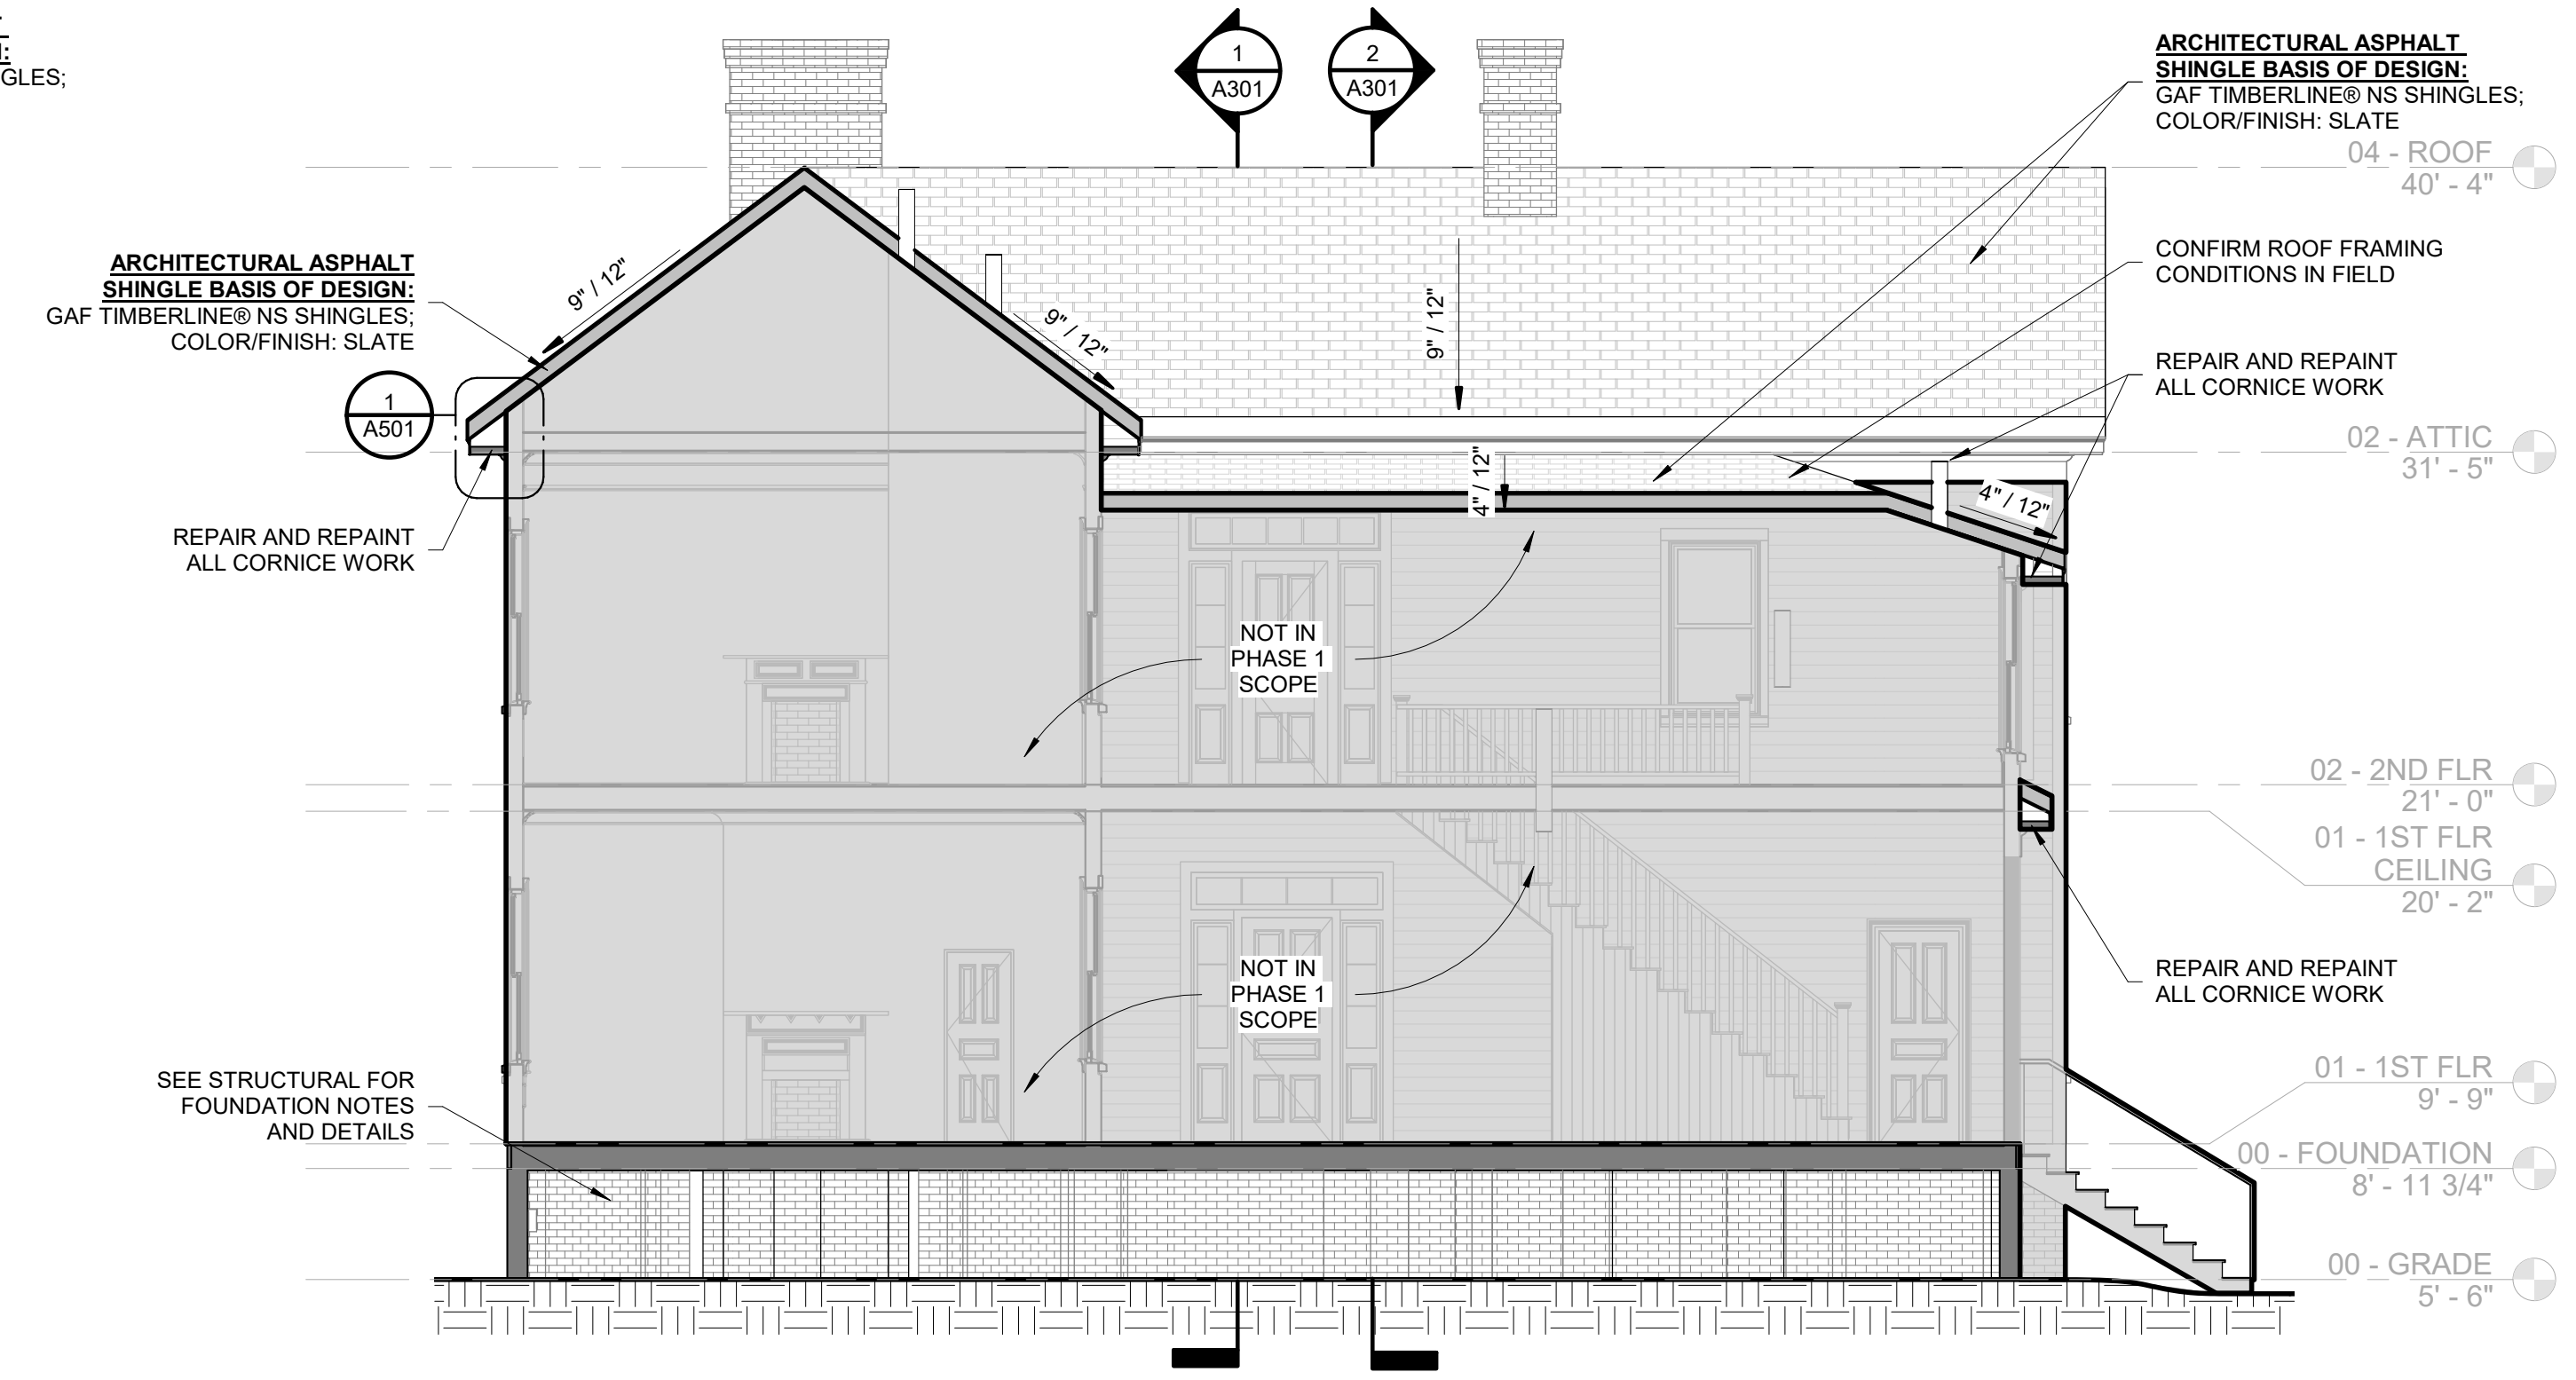 GLES;
1
A301
2
A301
ARCHITECTURAL ASPHALT
SHINGLE BASIS OF DESIGN:
GAF TIMBERLINE® NS SHINGLES;
COLOR/FINISH: SLATE
04 - ROOF
40' - 4"
ARCHITECTURAL ASPHALT
SHINGLE BASIS OF DESIGN:
GAF TIMBERLINE® NS SHINGLES;
COLOR/FINISH: SLATE
9" / 12"
9" / 12"
9" / 12"
CONFIRM ROOF FRAMING
CONDITIONS IN FIELD
REPAIR AND REPAINT
ALL CORNICE WORK
1
A501
02 - ATTIC
31' - 5"
4" / 12"
4" / 12"
REPAIR AND REPAINT
ALL CORNICE WORK
NOT IN
PHASE 1
SCOPE
02 - 2ND FLR
21' - 0"
01 - 1ST FLR
CEILING
20' - 2"
NOT IN
PHASE 1
SCOPE
REPAIR AND REPAINT
ALL CORNICE WORK
SEE STRUCTURAL FOR
FOUNDATION NOTES
AND DETAILS
01 - 1ST FLR
9' - 9"
00 - FOUNDATION
8' - 11 3/4"
00 - GRADE
5' - 6"